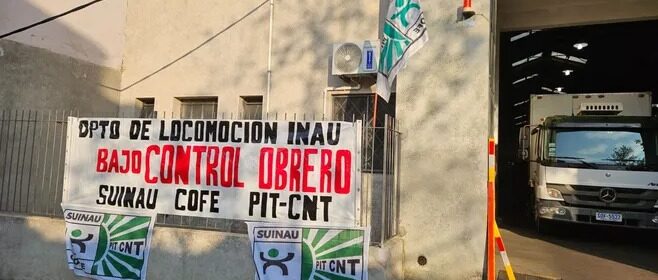 DPTO DE LOCOMOCION INAU
BAJO CONTROL OBRERO
SUINAU COFE PIT-CNT
SUINAU
PIT CNT
SUINAU
PIT CNT